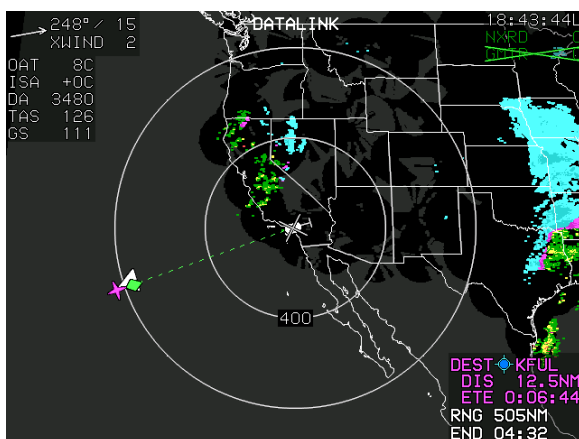 248°/ 15
XWIND 2
DATALINK
18:43:44L
NXRD
OAT 8C
ISA +0C
DA 3480
TAS 126
GS 111
400
DEST KFUL
DIS 12.5NM
ETE 0:06:44
RNG 505NM
END 04:32